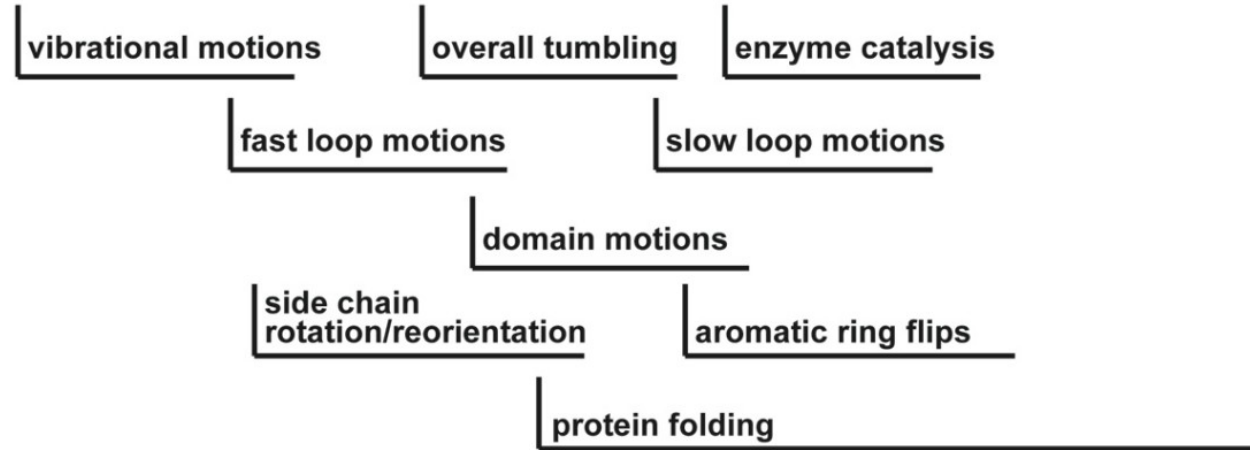 vibrational motions
overall tumbling
enzyme catalysis
fast loop motions
slow loop motions
domain motions
side chain
rotation/reorientation
aromatic ring flips
protein folding